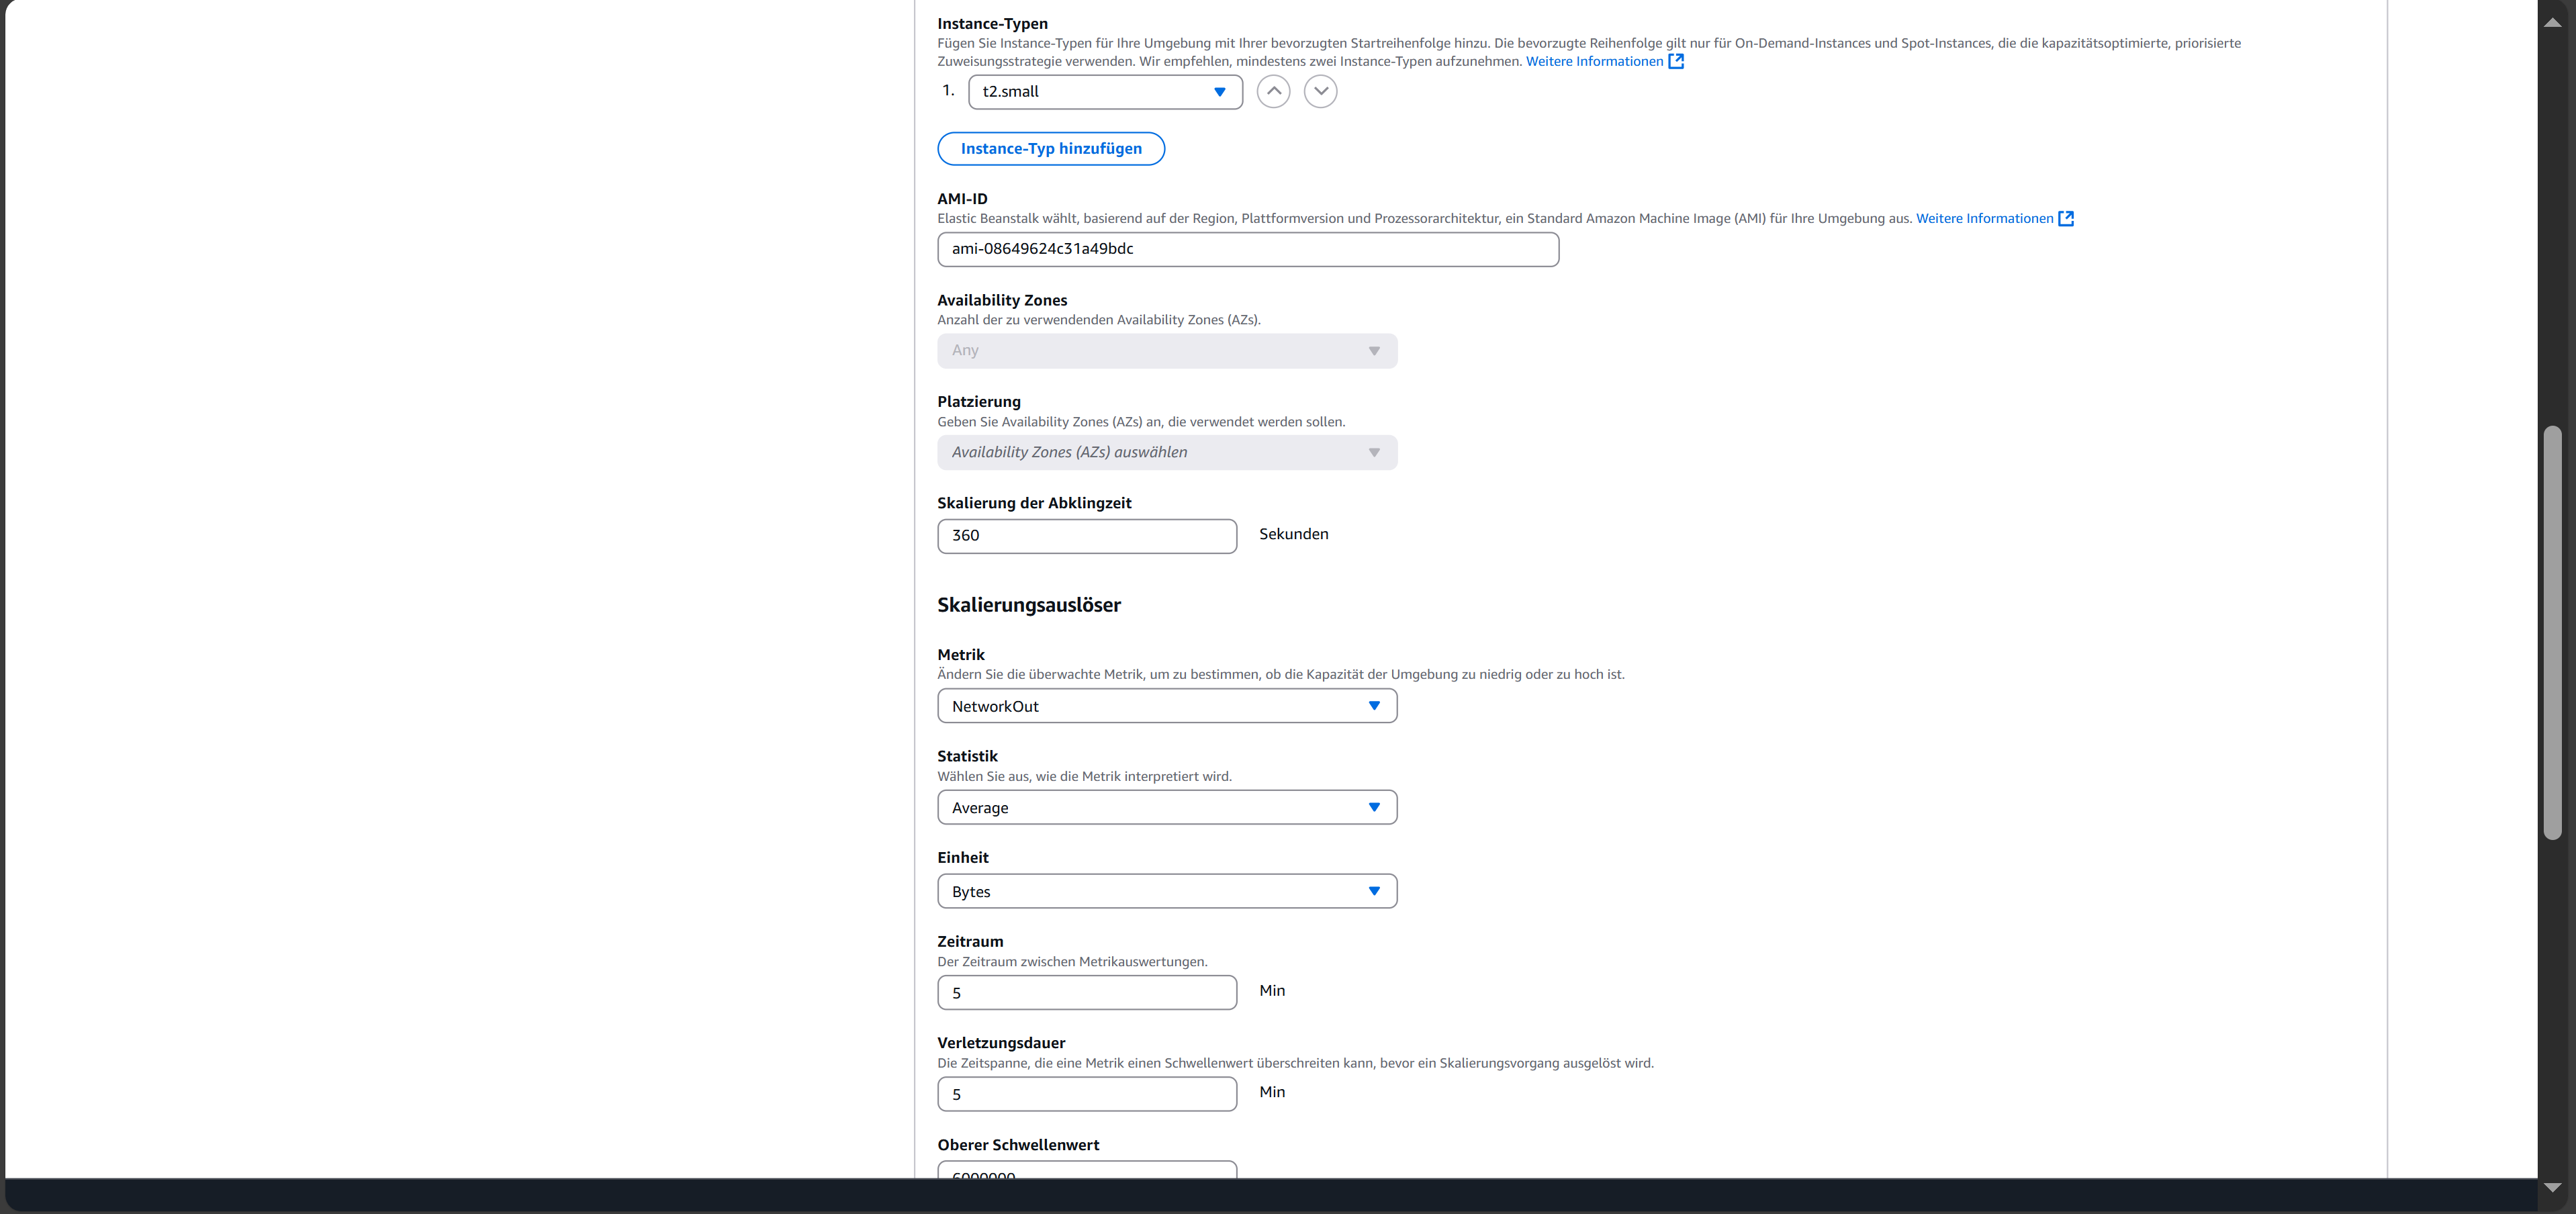 Instance-Typen
Fügen Sie Instance-Typen für Ihre Umgebung mit Ihrer bevorzugten Startreihenfolge hinzu. Die bevorzugte Reihenfolge gilt nur für On-Demand-Instances und Spot-Instances, die die kapazitätsoptimierte, priorisierte
Zuweisungsstrategie verwenden. Wir empfehlen, mindestens zwei Instance-Typen aufzunehmen. Weitere Informationen
1. t2.small
Instance-Typ hinzufügen
AMI-ID
Elastic Beanstalk wählt, basierend auf der Region, Plattformversion und Prozessorarchitektur, ein Standard Amazon Machine Image (AMI) für Ihre Umgebung aus. Weitere Informationen
ami-08649624c31a49bdc
Availability Zones
Anzahl der zu verwendenden Availability Zones (AZs).
Any
Platzierung
Geben Sie Availability Zones (AZs) an, die verwendet werden sollen.
Availability Zones (AZs) auswählen
Skalierung der Abklingzeit
360 Sekunden
Skalierungsauslöser
Metrik
Ändern Sie die überwachte Metrik, um zu bestimmen, ob die Kapazität der Umgebung zu niedrig oder zu hoch ist.
NetworkOut
Statistik
Wählen Sie aus, wie die Metrik interpretiert wird.
Average
Einheit
Bytes
Zeitraum
Der Zeitraum zwischen Metrikauswertungen.
5 Min
Verletzungsdauer
Die Zeitspanne, die eine Metrik einen Schwellenwert überschreiten kann, bevor ein Skalierungsvorgang ausgelöst wird.
5 Min
Oberer Schwellenwert
6000000